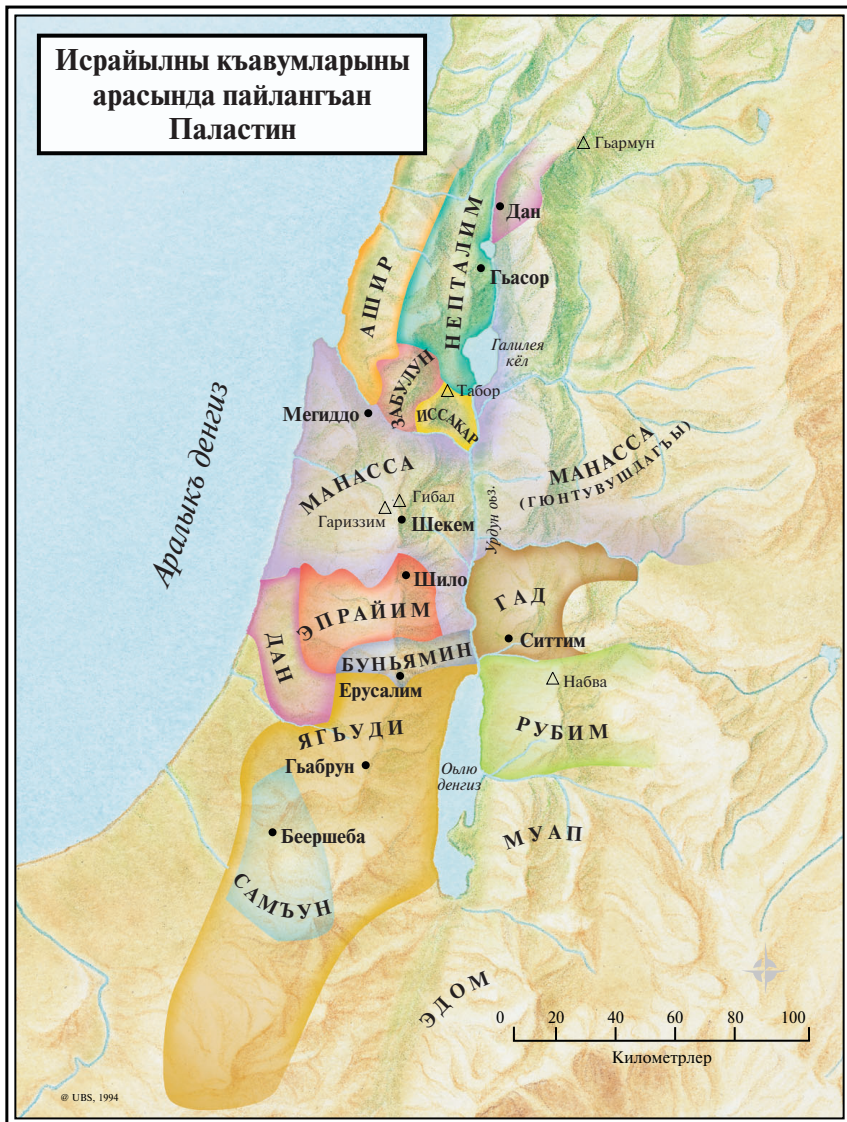 Исрайылны къавумларыны
арасында пайлангъан
Паластин
Гьармун
Дан
НЕПТАЛИМ
Гьасор
АШИР
Галилея
кёл
ЗАБУЛУН
Табор
ИССАКАР
Мегиддо
Аралыкъ денгиз
МАНАССА
МАНАССА
(ГЮНТУВУШДАГЪЫ)
Гибал
Гариззим
Шекем
Урдун оьз.
Шило
ЭПРАЙИМ
ГАД
ДАН
Ситтим
БУНЬЯМИН
Ерусалим
Набва
ЯГЬУДИ
РУБИМ
Гьабрун
Оьлю
денгиз
Беершеба
МУАП
САМЪУН
ЭДОМ
0 20 40 60 80 100
Километрлер
@ UBS, 1994